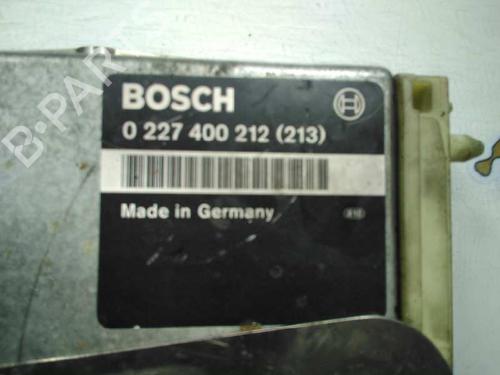 B-PARTS
BOSCH
0 227 400 212 (213)
Made in Germany